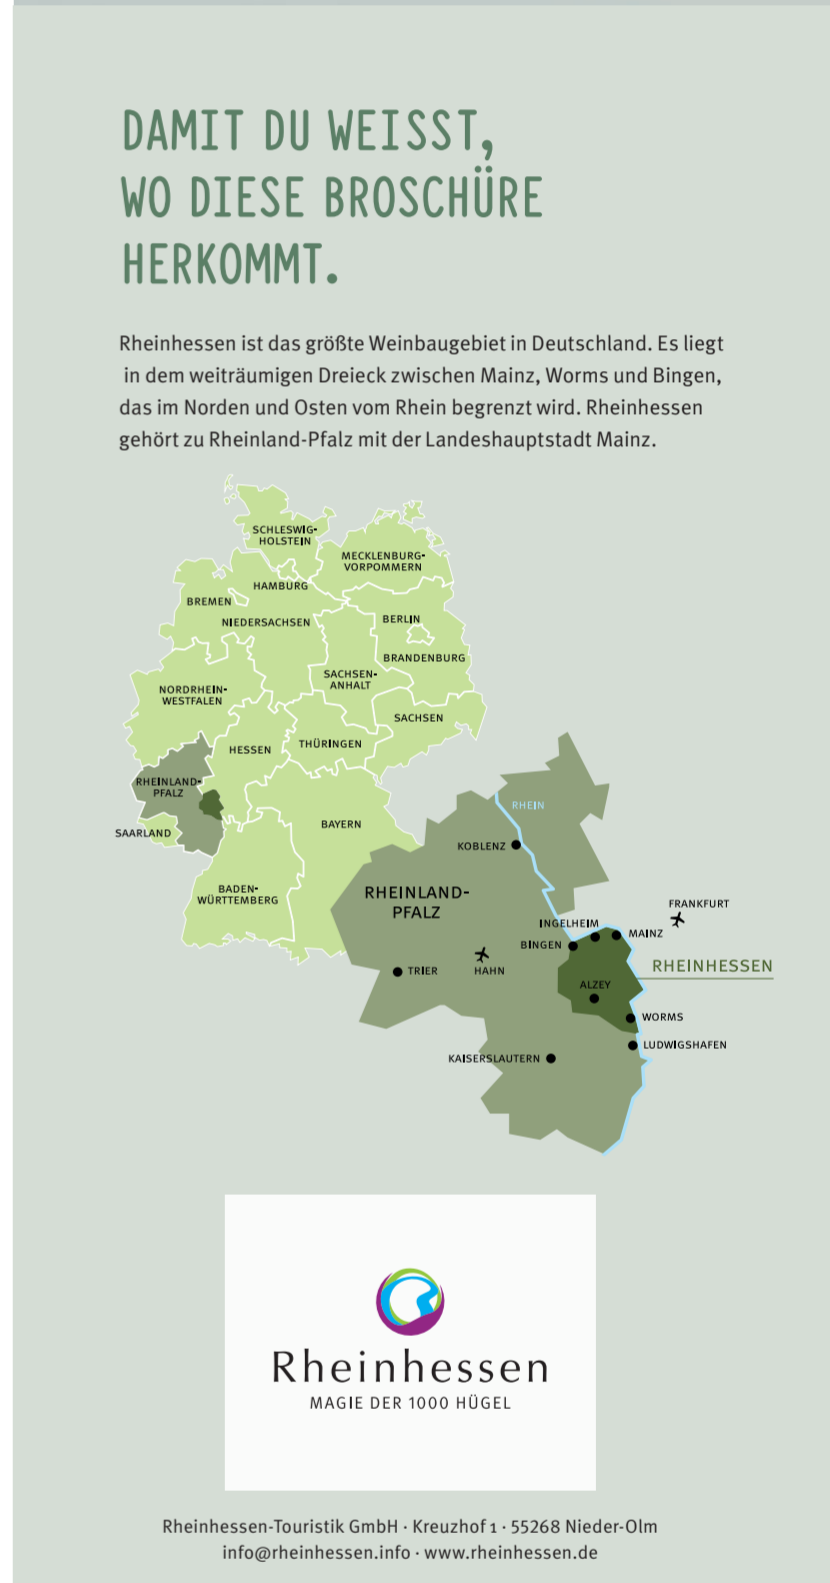 DAMIT DU WEISST,
WO DIESE BROSCHÜRE
HERKOMMT.
Rheinhessen ist das größte Weinbaugebiet in Deutschland. Es liegt
in dem weiträumigen Dreieck zwischen Mainz, Worms und Bingen,
das im Norden und Osten vom Rhein begrenzt wird. Rheinhessen
gehört zu Rheinland-Pfalz mit der Landeshauptstadt Mainz.
SCHLESWIG-
HOLSTEIN
MECKLENBURG-
VORPOMMERN
HAMBURG
BREMEN
NIEDERSACHSEN
BERLIN
BRANDENBURG
SACHSEN-
ANHALT
NORDRHEIN-
WESTFALEN
SACHSEN
THÜRINGEN
HESSEN
RHEINLAND-
PFALZ
SAARLAND
BAYERN
BADEN-
WÜRTTEMBERG
RHEIN
KOBLENZ
RHEINLAND-
PFALZ
FRANKFURT
INGELHEIM
MAINZ
BINGEN
RHEINHESSEN
TRIER
HAHN
ALZEY
WORMS
LUDWIGSHAFEN
KAISERSLAUTERN
Rheinhessen
MAGIE DER 1000 HÜGEL
Rheinhessen-Touristik GmbH · Kreuzhof 1 · 55268 Nieder-Olm
info@rheinhessen.info · www.rheinhessen.de